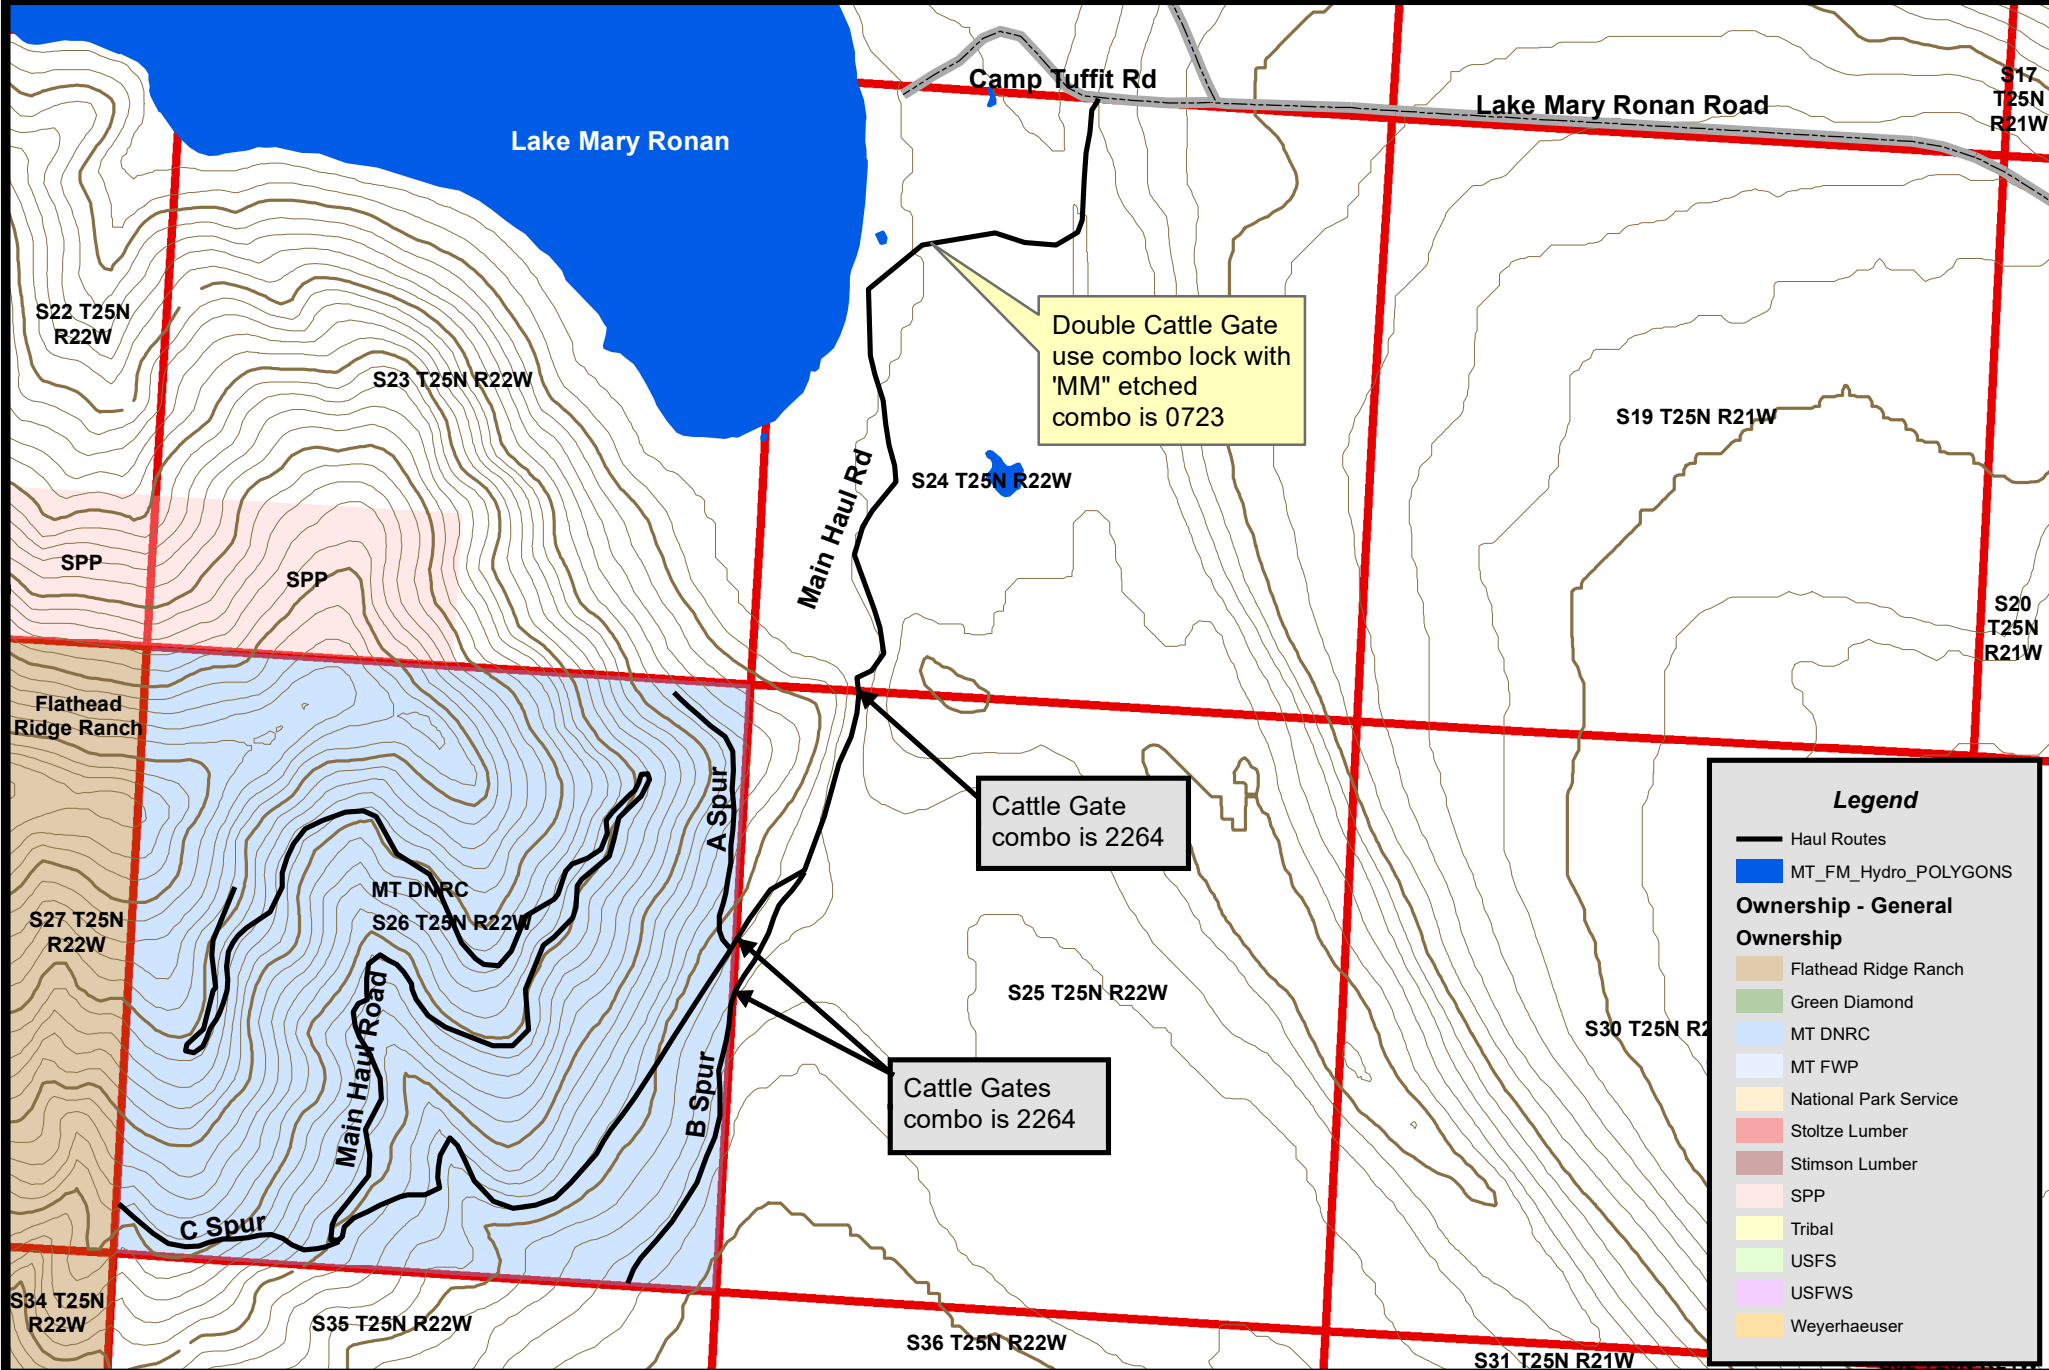 Camp Tuffit Rd
Lake Mary Ronan Road
S17
T25N
R21W
Lake Mary Ronan
S22 T25N
R22W
S23 T25N R22W
Double Cattle Gate
use combo lock with
'MM" etched
combo is 0723
S19 T25N R21W
Main Haul Rd
S24 T25N R22W
SPP
SPP
S20
T25N
R21W
Flathead
Ridge Ranch
A Spur
Cattle Gate
combo is 2264
MT DNRC
S26 T25N R22W
S27 T25N
R22W
Main Haul Road
S25 T25N R22W
S30 T25N R2
B Spur
Cattle Gates
combo is 2264
C Spur
S34 T25N
R22W
S35 T25N R22W
S36 T25N R22W
S31 T25N R21W
Legend
Haul Routes
MT_FM_Hydro_POLYGONS
Ownership - General
Ownership
Flathead Ridge Ranch
Green Diamond
MT DNRC
MT FWP
National Park Service
Stoltze Lumber
Stimson Lumber
SPP
Tribal
USFS
USFWS
Weyerhaeuser